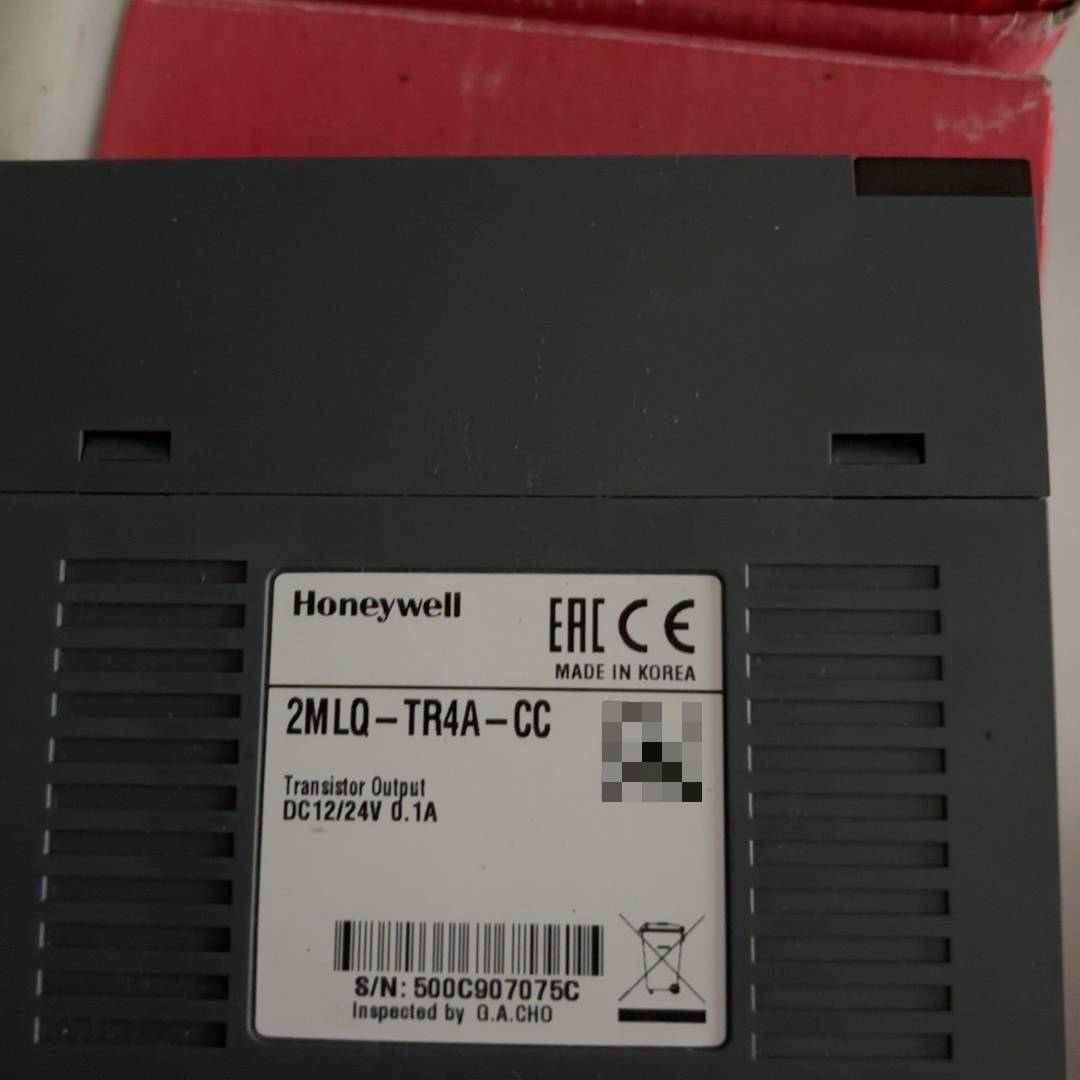 Honeywell
EAC CE
MADE IN KOREA
2MLQ-TR4A-CC
Transistor Output
DC12/24V 0.1A
S/N: 500C907075C
Inspected by G.A.CHO